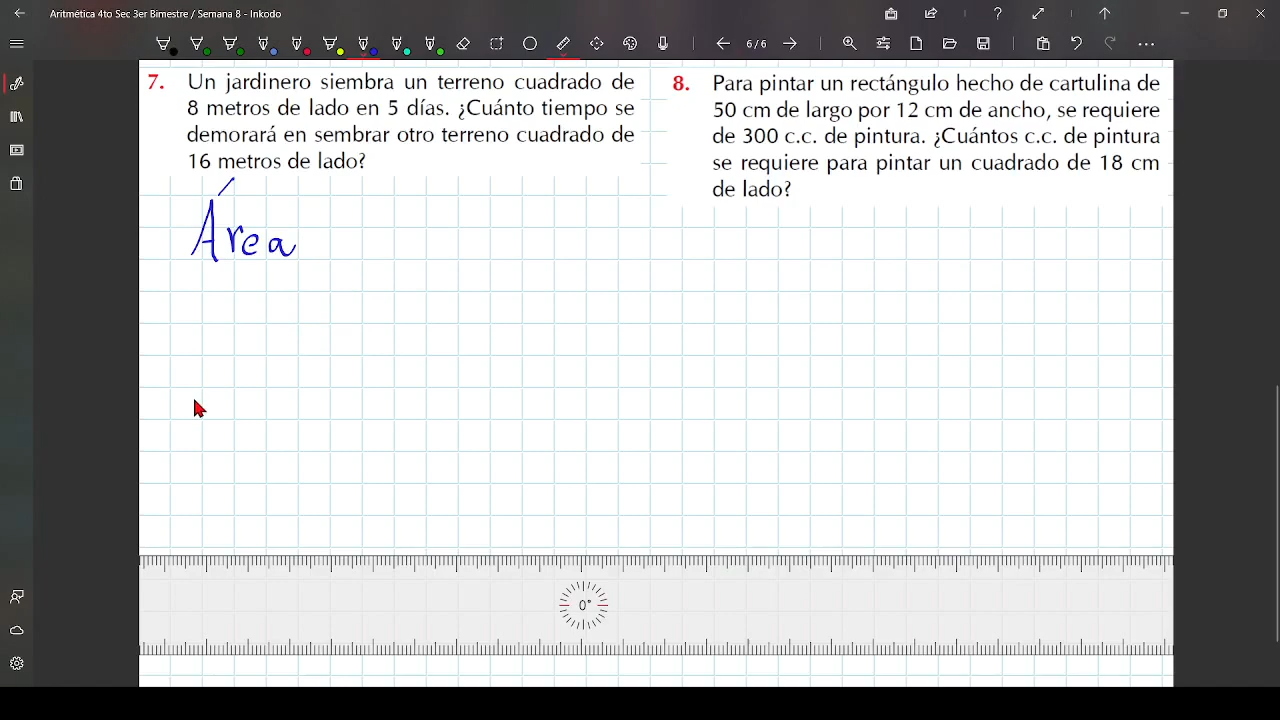 Aritmética 4to Sec 3er Bimestre / Semana 8 - Inkodo
6/6
7. Un jardinero siembra un terreno cuadrado de
8 metros de lado en 5 días. ¿Cuánto tiempo se
demorará en sembrar otro terreno cuadrado de
16 metros de lado?
Área
8. Para pintar un rectángulo hecho de cartulina de
50 cm de largo por 12 cm de ancho, se requiere
de 300 c.c. de pintura. ¿Cuántos c.c. de pintura
se requiere para pintar un cuadrado de 18 cm
de lado?
0°